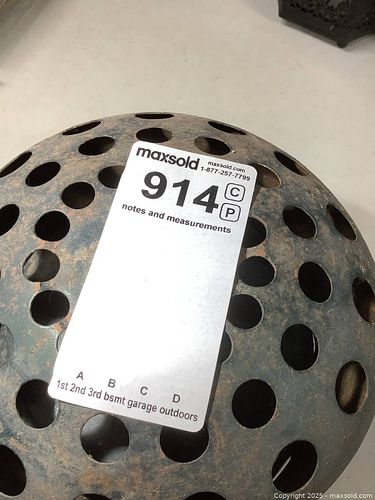 maxsold maxsold.com
1-877-257-7799
914 C
P
notes and measurements
A B C D
1st 2nd 3rd bsmt garage outdoors
Copyright 2025 - maxsold.com